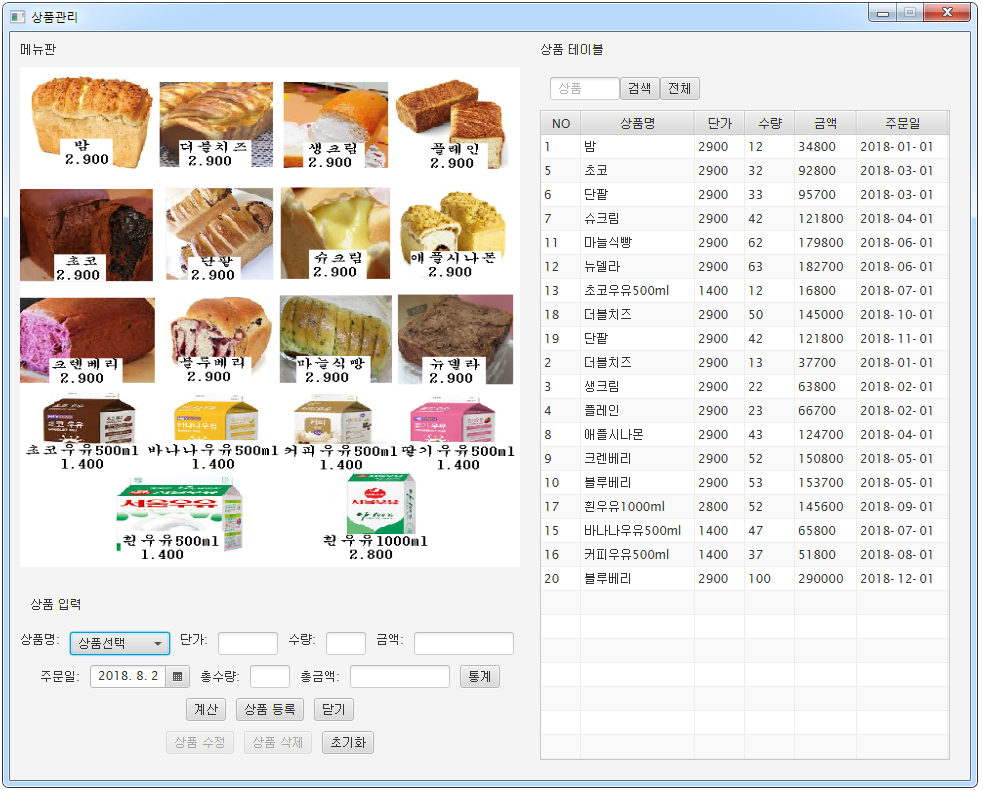 상품관리
메뉴판
밤
2.900
더블치즈
2.900
생크림
2.900
플레인
2.900
초코
2.900
단팥
2.900
슈크림
2.900
애플시나몬
2.900
크렌베리
2.900
블루베리
2.900
마늘식빵
2.900
뉴델라
2.900
초코우유500ml
1.400
바나나우유500ml
1.400
커피우유500ml
1.400
딸기우유500ml
1.400
서울우유
흰우유500ml
1.400
흰우유1000ml
2.800
상품 입력
상품명: 상품선택 단가: 수량: 금액:
주문일: 2018. 8. 2 총수량: 총금액: 통계
계산 상품 등록 닫기
상품 수정 상품 삭제 초기화
상품 테이블
상품 검색 전체
NO 상품명 단가 수량 금액 주문일
1 밤 2900 12 34800 2018-01-01
5 초코 2900 32 92800 2018-03-01
6 단팥 2900 33 95700 2018-03-01
7 슈크림 2900 42 121800 2018-04-01
11 마늘식빵 2900 62 179800 2018-06-01
12 뉴델라 2900 63 182700 2018-06-01
13 초코우유500ml 1400 12 16800 2018-07-01
18 더블치즈 2900 50 145000 2018-10-01
19 단팥 2900 42 121800 2018-11-01
2 더블치즈 2900 13 37700 2018-01-01
3 생크림 2900 22 63800 2018-02-01
4 플레인 2900 23 66700 2018-02-01
8 애플시나몬 2900 43 124700 2018-04-01
9 크렌베리 2900 52 150800 2018-05-01
10 블루베리 2900 53 153700 2018-05-01
17 흰우유1000ml 2800 52 145600 2018-09-01
15 바나나우유500ml 1400 47 65800 2018-07-01
16 커피우유500ml 1400 37 51800 2018-08-01
20 블루베리 2900 100 290000 2018-12-01